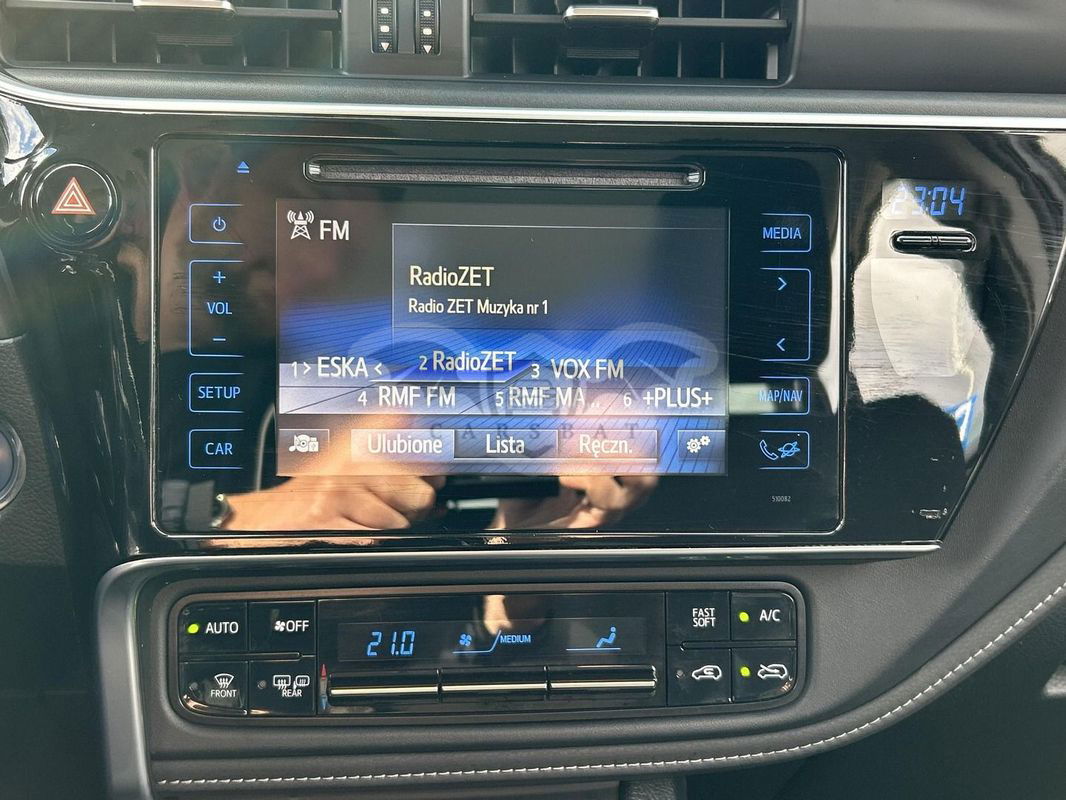 23:04
FM
MEDIA
RadioZET
Radio ZET Muzyka nr 1
+
VOL
−
1 > ESKA < 2 RadioZET 3 VOX FM
4 RMF FM 5 RMF MA.. 6 +PLUS+
SETUP
MAP/NAV
CARSBAT
CAR
Ulubione Lista Ręczn.
510082
AUTO
OFF
FRONT
REAR
21.0
MEDIUM
FAST
SOFT
A/C